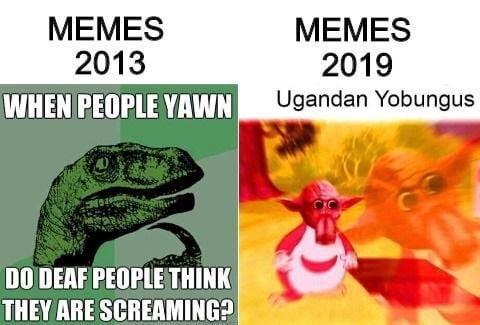 MEMES
2013
WHEN PEOPLE YAWN
DO DEAF PEOPLE THINK
THEY ARE SCREAMING?
MEMES
2019
Ugandan Yobungus